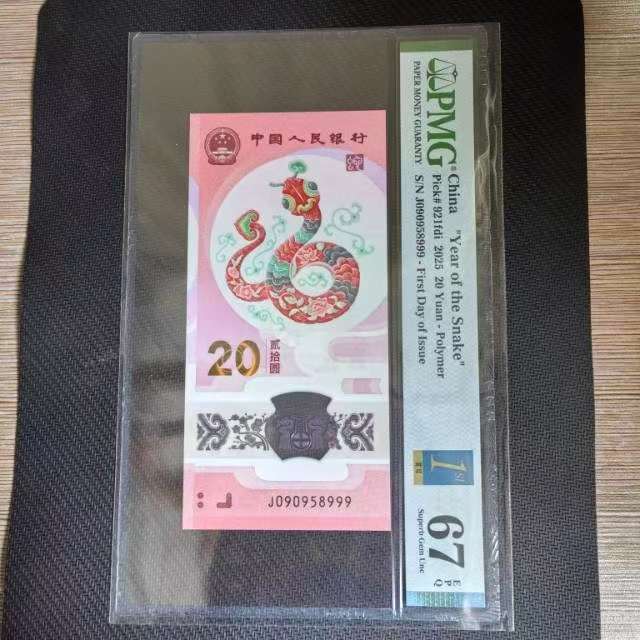 中国人民银行
20
贰拾圆
J090958999
PMG
PAPER MONEY GUARANTY
China "Year of the Snake"
Pick# 921fdi 2025 20 Yuan - Polymer
S/N J090958999 - First Day of Issue
1st
67 EPQ
Superb Gem Unc